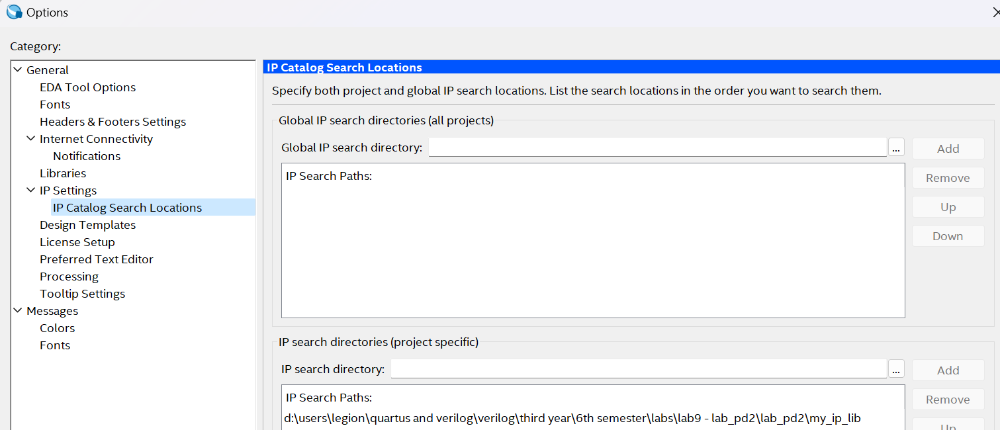 Options
Category:
General
EDA Tool Options
Fonts
Headers & Footers Settings
Internet Connectivity
Notifications
Libraries
IP Settings
IP Catalog Search Locations
Design Templates
License Setup
Preferred Text Editor
Processing
Tooltip Settings
Messages
Colors
Fonts
IP Catalog Search Locations
Specify both project and global IP search locations. List the search locations in the order you want to search them.
Global IP search directories (all projects)
Global IP search directory:
...
Add
IP Search Paths:
Remove
Up
Down
IP search directories (project specific)
IP search directory:
...
Add
IP Search Paths:
Remove
d:\users\legion\quartus and verilog\verilog\third year\6th semester\labs\lab9 - lab_pd2\lab_pd2\my_ip_lib
Up